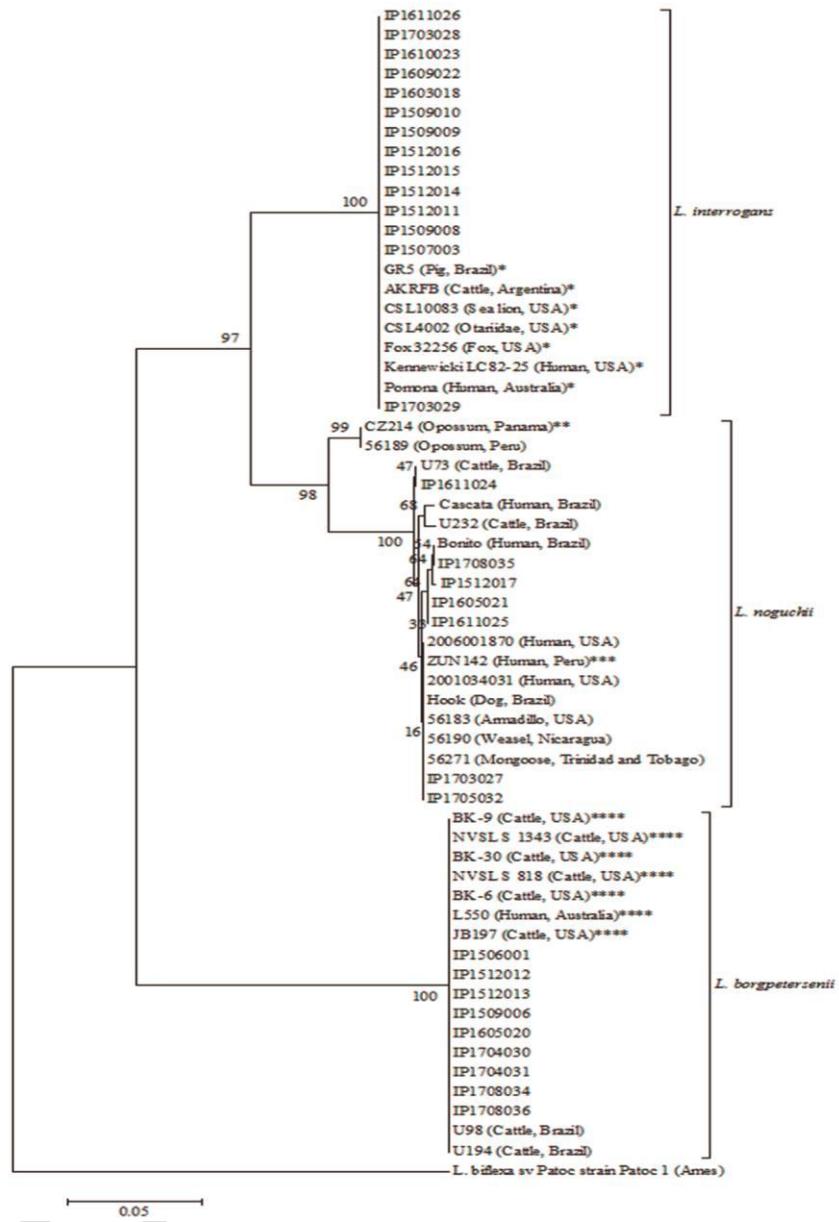 IP1611026
IP1703028
IP1610023
IP1609022
IP1603018
IP1509010
IP1509009
IP1512016
IP1512015
IP1512014
100
IP1512011
L. interrogans
IP1509008
IP1507003
GR5 (Pig, Brazil)*
AKRFB (Cattle, Argentina)*
CSL10083 (Sea lion, USA)*
CSL4002 (Otariidae, USA)*
97
Fox 32256 (Fox, USA)*
Kennewicki LC82-25 (Human, USA)*
Pomona (Human, Australia)*
IP1703029
99
CZ214 (Opossum, Panama)**
56189 (Opossum, Peru)
47
U73 (Cattle, Brazil)
IP1611024
98
68
Cascata (Human, Brazil)
U232 (Cattle, Brazil)
100
54
Bonito (Human, Brazil)
64
IP1708035
IP1512017
47
IP1605021
L. noguchii
IP1611025
2006001870 (Human, USA)
46
ZUN142 (Human, Peru)***
2001034031 (Human, USA)
Hook (Dog, Brazil)
56183 (Armadillo, USA)
16
56190 (Weasel, Nicaragua)
56271 (Mongoose, Trinidad and Tobago)
IP1703027
IP1705032
BK-9 (Cattle, USA)****
NVSL S 1343 (Cattle, USA)****
BK-30 (Cattle, USA)****
NVSL S 818 (Cattle, USA)****
BK-6 (Cattle, USA)****
L550 (Human, Australia)****
JB197 (Cattle, USA)****
IP1506001
IP1512012
L. borgpetersenii
100
IP1512013
IP1509006
IP1605020
IP1704030
IP1704031
IP1708034
IP1708036
U98 (Cattle, Brazil)
U194 (Cattle, Brazil)
L. biflexa sv Patoc strain Patoc 1 (Ames)
0.05